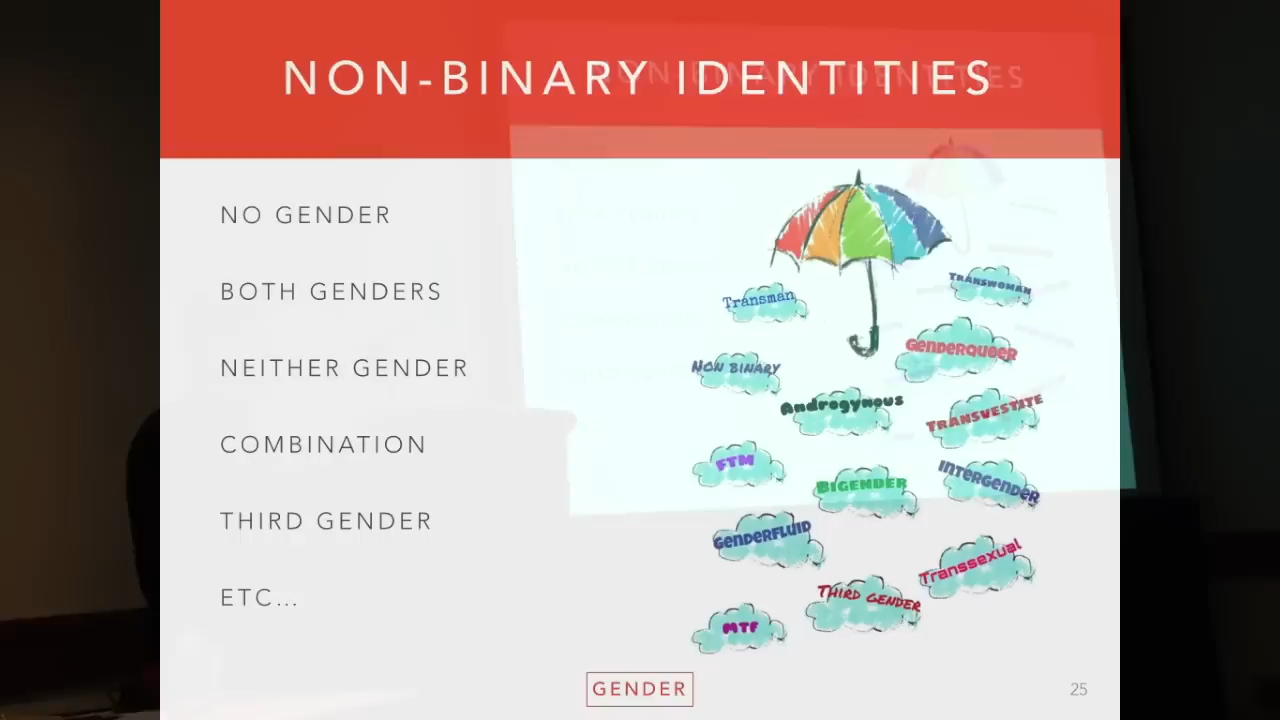 NON-BINARY IDENTITIES
NO GENDER
BOTH GENDERS
NEITHER GENDER
COMBINATION
THIRD GENDER
ETC...
Transman
TRANSWOMAN
GENDERQUEER
NON BINARY
Androgynous
TRANSVESTITE
FTM
BIGENDER
INTERGENDER
GENDERFLUID
Transsexual
THIRD GENDER
MTF
GENDER
25